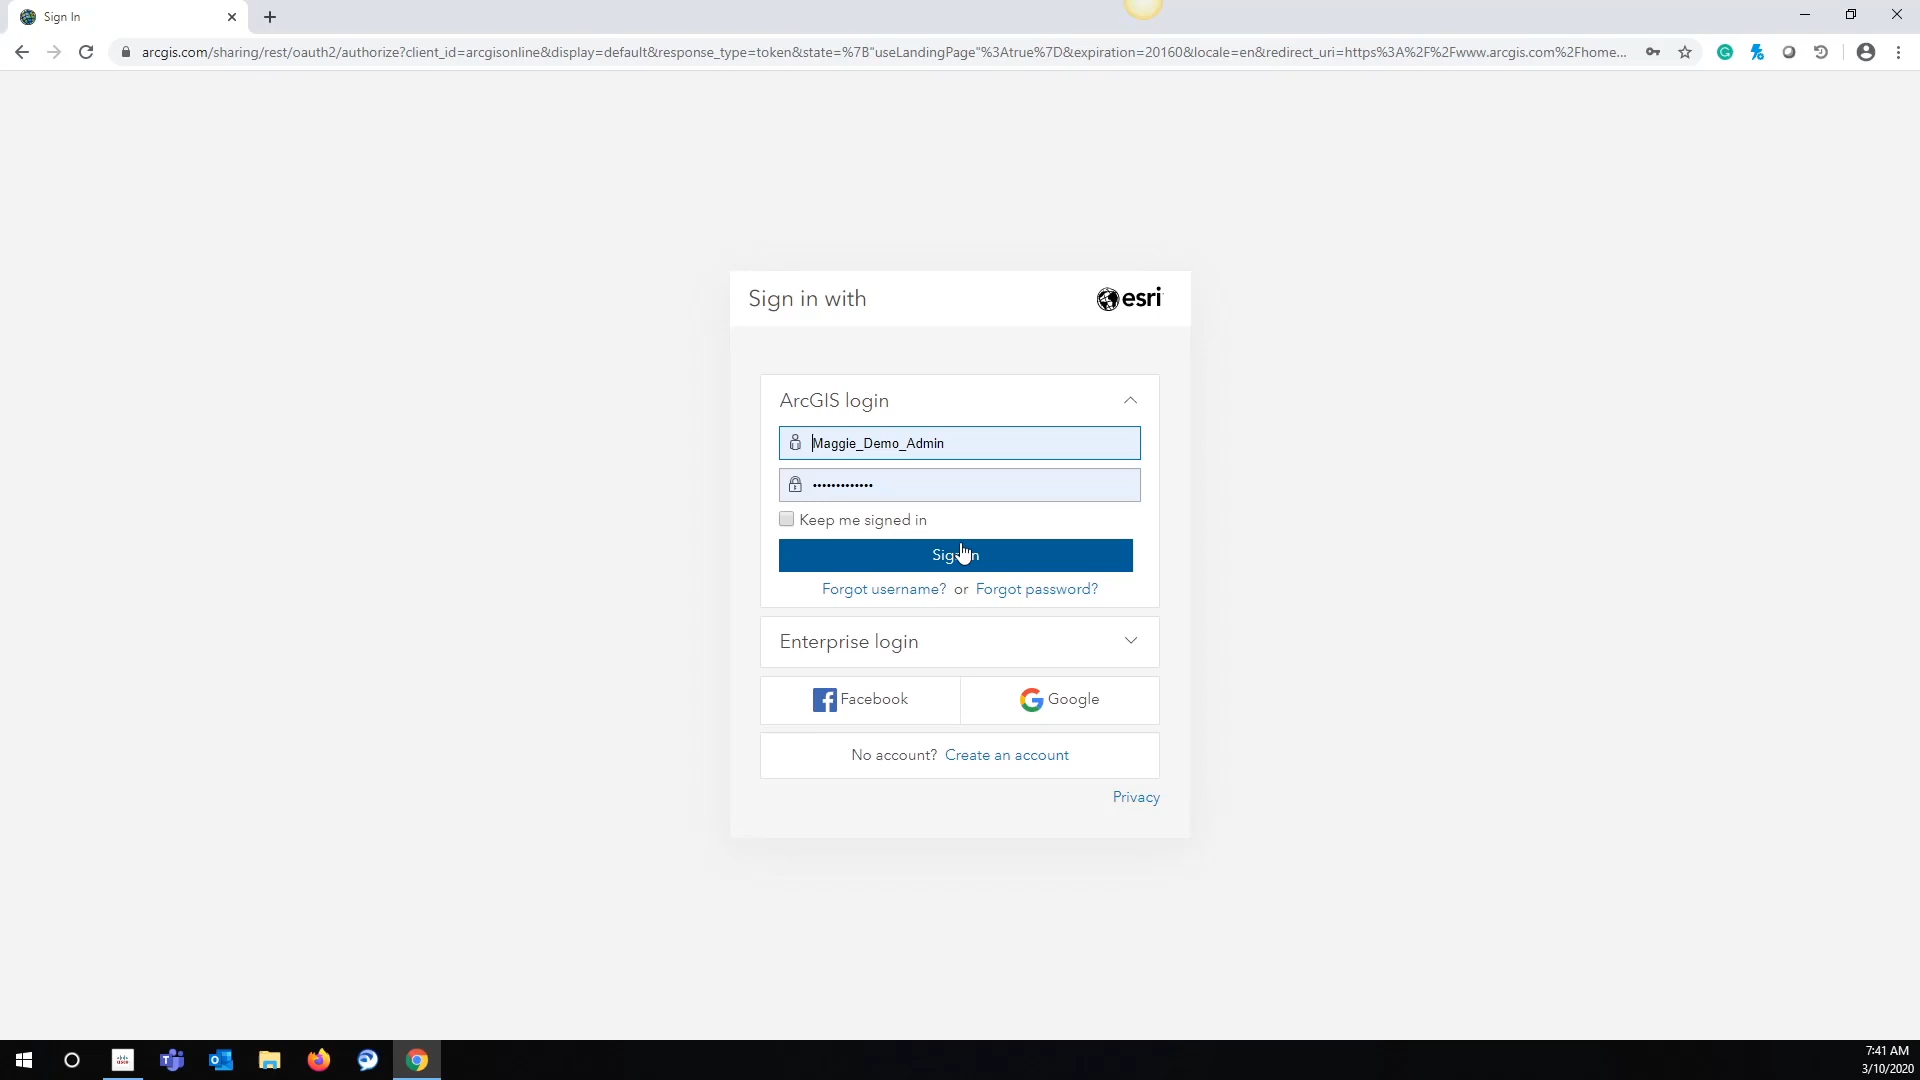 Sign In
arcgis.com/sharing/rest/oauth2/authorize?client_id=arcgisonline&display=default&response_type=token&state=%7B"useLandingPage"%3Atrue%7D&expiration=20160&locale=en&redirect_uri=https%3A%2F%2Fwww.arcgis.com%2Fhome...
Sign in with
esri
ArcGIS login
Maggie_Demo_Admin
•••••••••••••
Keep me signed in
Sign In
Forgot username? or Forgot password?
Enterprise login
Facebook
Google
No account? Create an account
Privacy
7:41 AM
3/10/2020